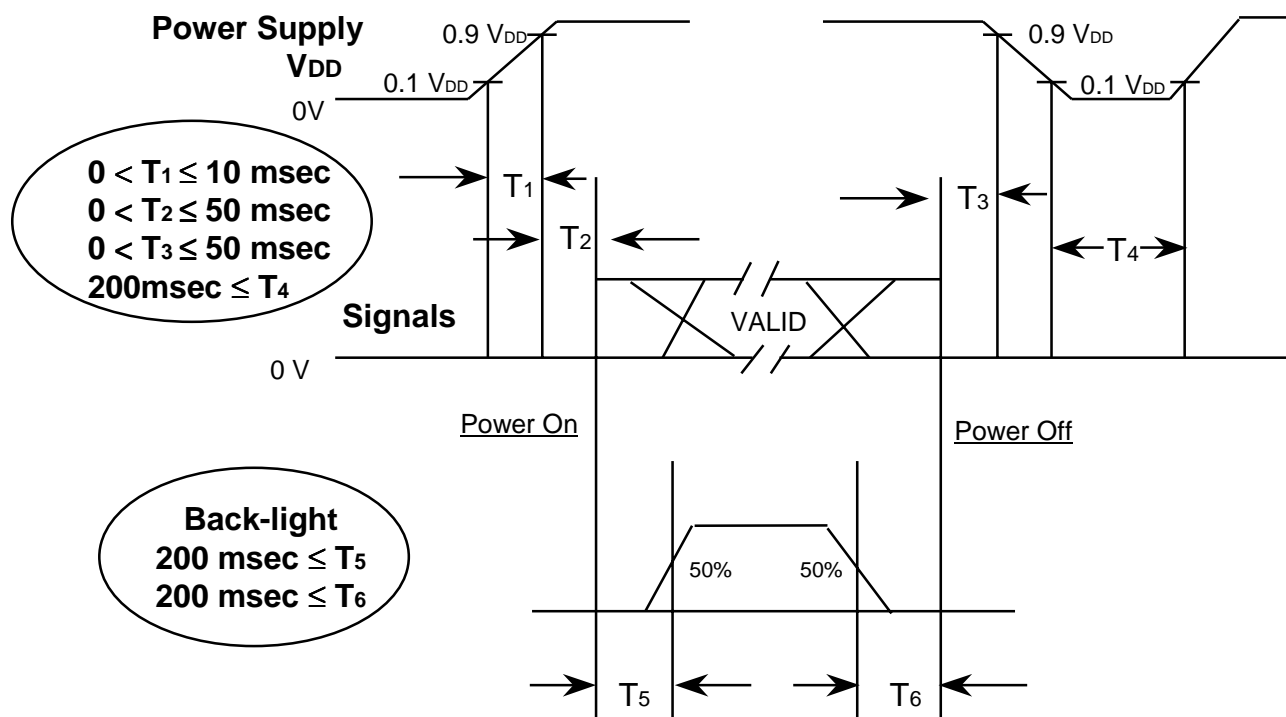 Power Supply
VDD
0.9 VDD
0.9 VDD
0.1 VDD
0.1 VDD
0V
0 < T1 ≤ 10 msec
0 < T2 ≤ 50 msec
0 < T3 ≤ 50 msec
200msec ≤ T4
T1
T2
T3
T4
Signals
VALID
0 V
Power On
Power Off
Back-light
200 msec ≤ T5
200 msec ≤ T6
50%
50%
T5
T6